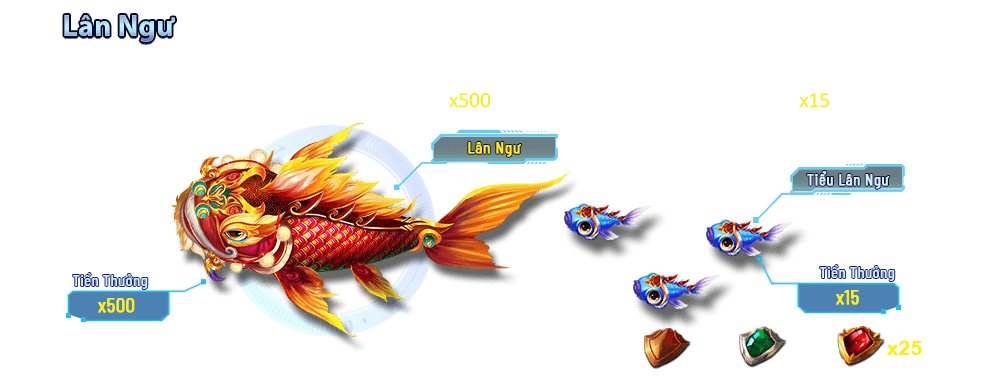 Lân Ngư
x500
x15
Lân Ngư
Tiểu Lân Ngư
Tiền Thưởng
x500
Tiền Thưởng
x15
x25